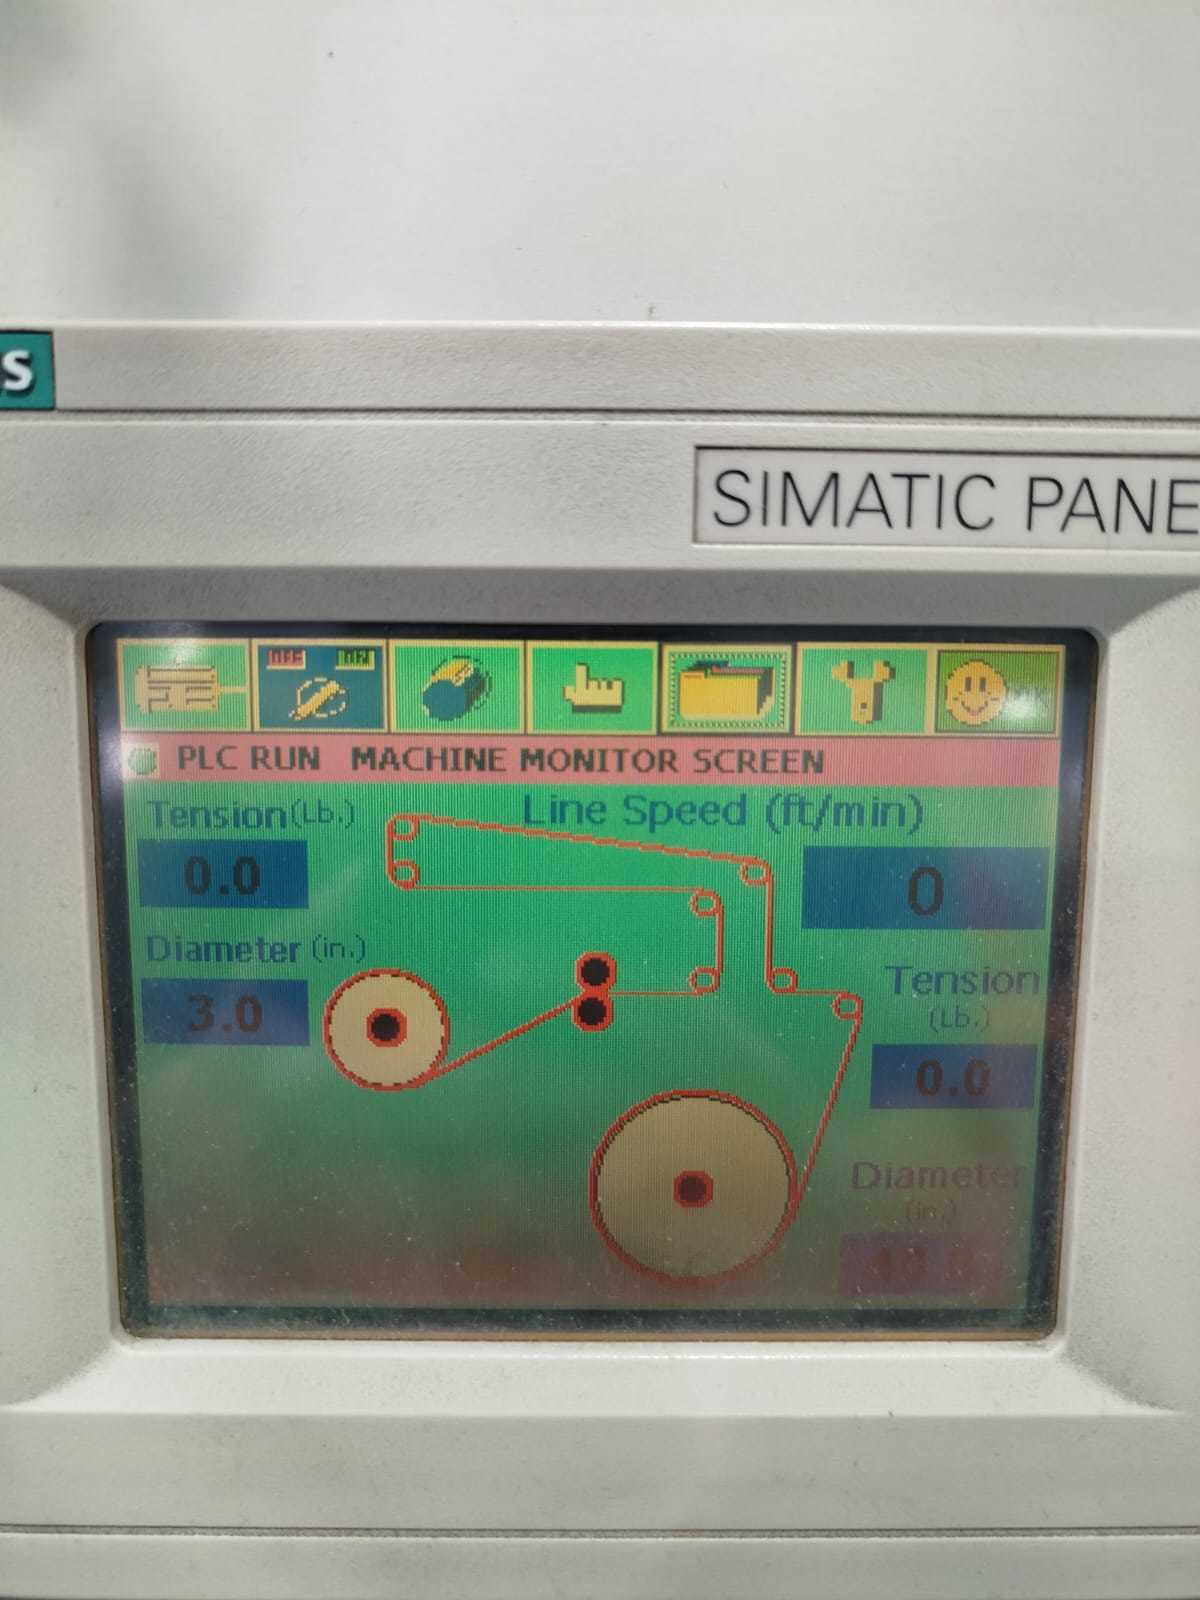 S
SIMATIC PANE
OFF ON
PLC RUN MACHINE MONITOR SCREEN
Tension (Lb.)
Line Speed (ft/min)
0.0
0
Diameter (in.)
3.0
Tension
(Lb.)
0.0
Diameter
(in.)